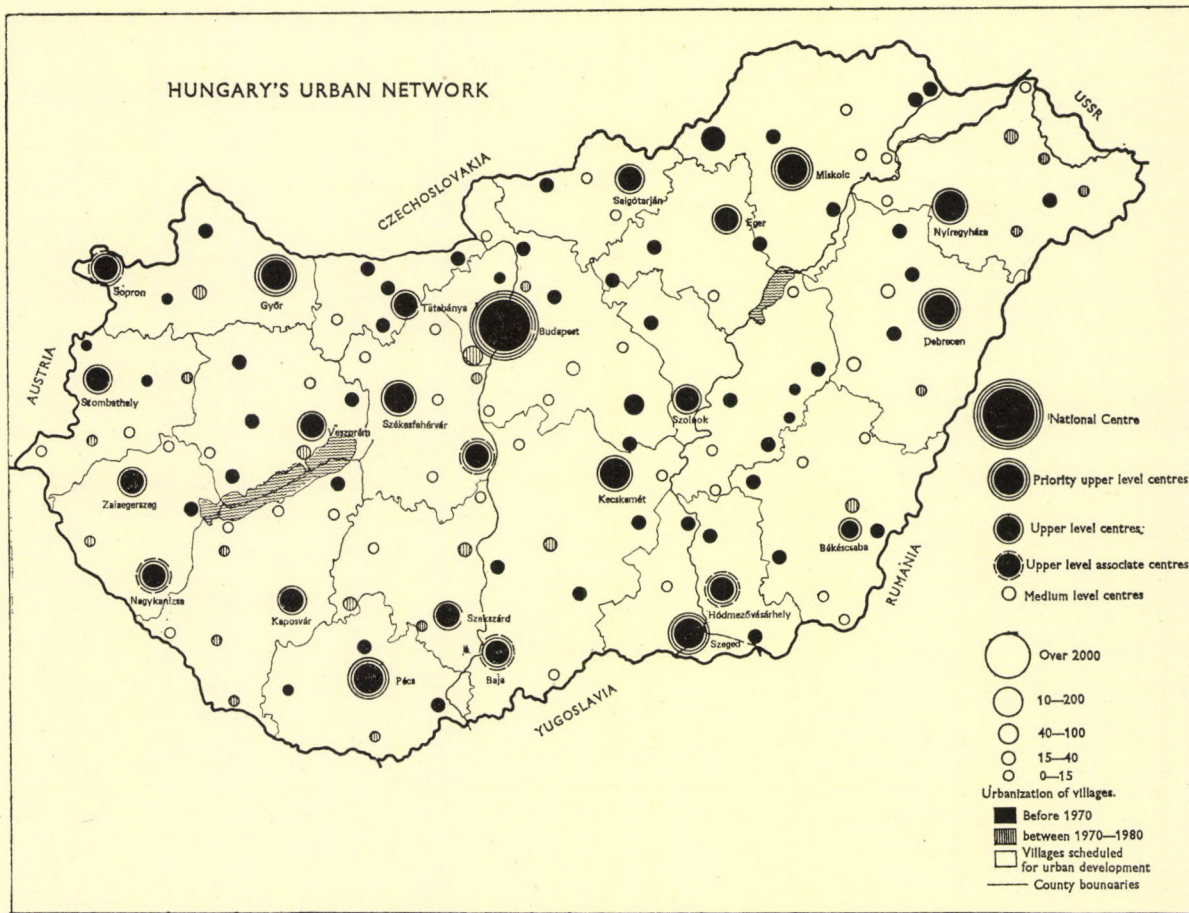 HUNGARY'S URBAN NETWORK
USSR
CZECHOSLOVAKIA
Miskolc
Salgótarján
Eger
Nyíregyháza
Sopron
Győr
Tatabánya
Budapest
Debrecen
AUSTRIA
Szombathely
Székesfehérvár
Veszprém
Szolnok
Zalaegerszeg
Kecskemét
Békéscsaba
RUMANIA
Nagykanizsa
Kaposvár
Szekszárd
Hódmezővásárhely
Szeged
Pécs
Baja
YUGOSLAVIA
National Centre
Priority upper level centres
Upper level centres
Upper level associate centres
Medium level centres
Over 2000
10—200
40—100
15—40
0—15
Urbanization of villages.
Before 1970
between 1970—1980
Villages scheduled
for urban development
County bounaries